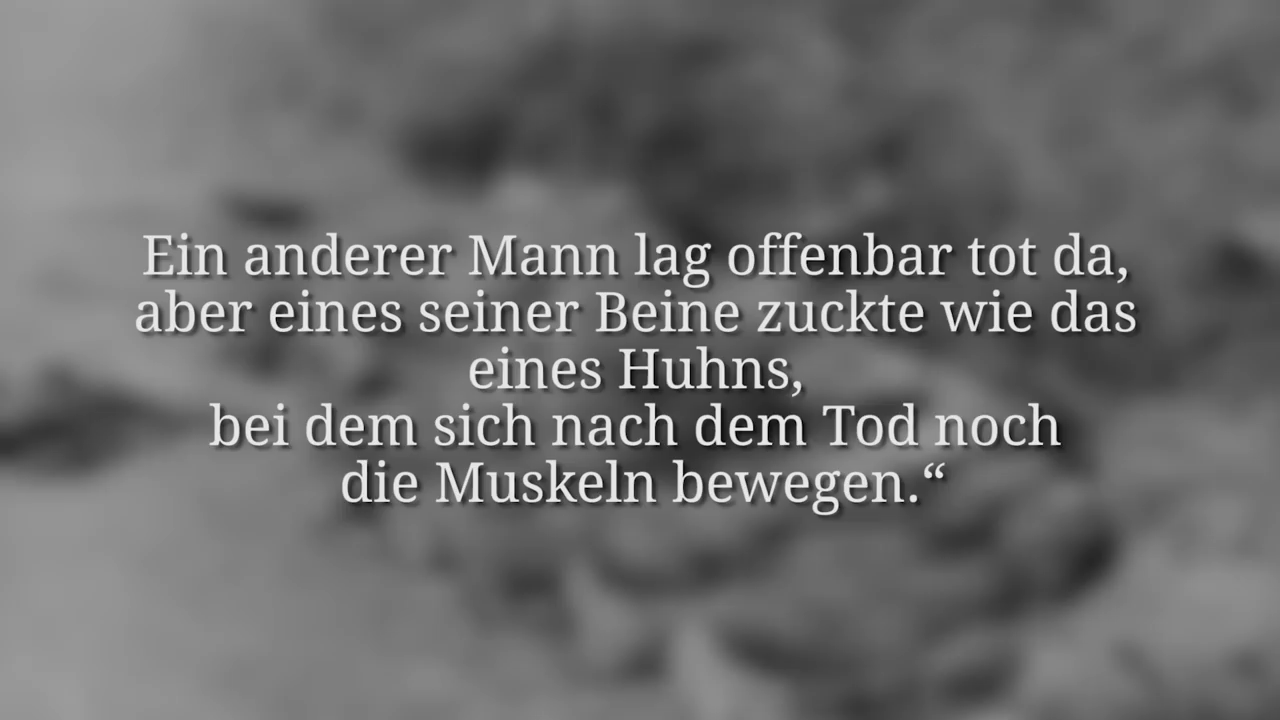 Ein anderer Mann lag offenbar tot da,
aber eines seiner Beine zuckte wie das
eines Huhns,
bei dem sich nach dem Tod noch
die Muskeln bewegen.“